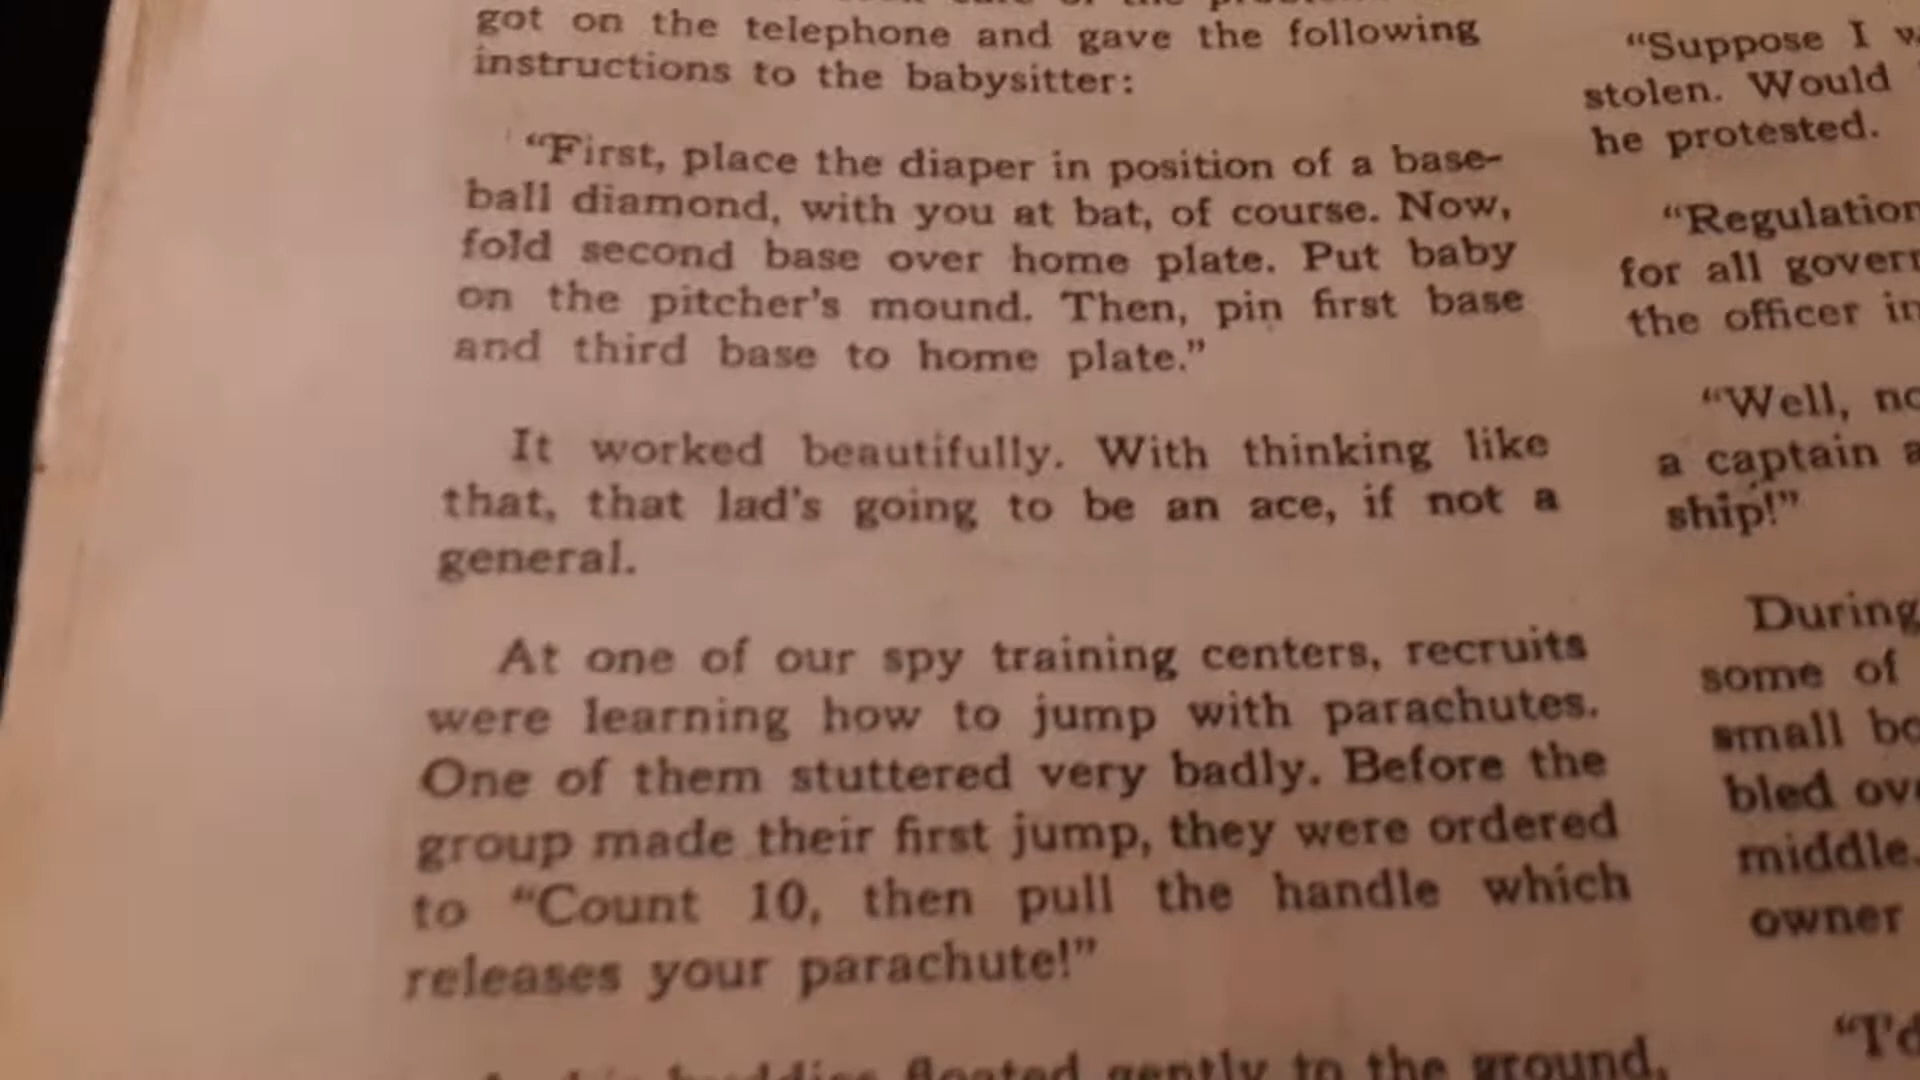 got on the telephone and gave the following
instructions to the babysitter:
“First, place the diaper in position of a base-
ball diamond, with you at bat, of course. Now,
fold second base over home plate. Put baby
on the pitcher's mound. Then, pin first base
and third base to home plate.”
It worked beautifully. With thinking like
that, that lad's going to be an ace, if not a
general.
At one of our spy training centers, recruits
were learning how to jump with parachutes.
One of them stuttered very badly. Before the
group made their first jump, they were ordered
to “Count 10, then pull the handle which
releases your parachute!”
buddies floated gently to the ground,
“Suppose I
stolen. Would
he protested.
“Regulation
for all
the officer
“Well,
a captain
ship!”
During
some of
small
middle.
owner